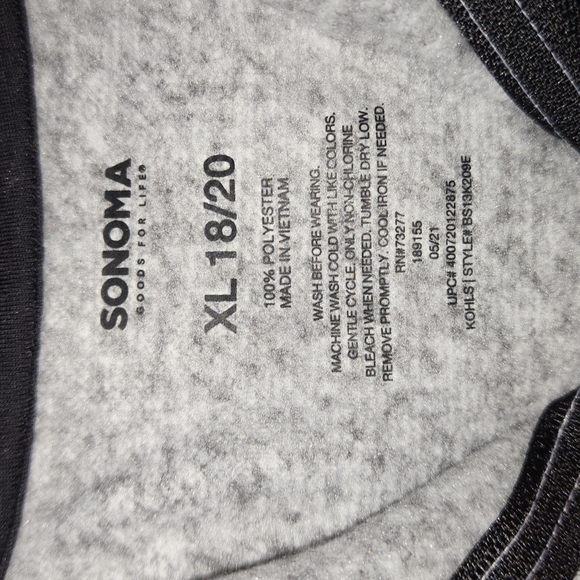 SONOMA
GOODS FOR LIFE®
XL 18/20
100% POLYESTER
MADE IN VIETNAM
WASH BEFORE WEARING.
MACHINE WASH COLD WITH LIKE COLORS.
GENTLE CYCLE. ONLY NON-CHLORINE
BLEACH WHEN NEEDED. TUMBLE DRY LOW.
REMOVE PROMPTLY. COOL IRON IF NEEDED.
RN#73277
189155
05/21
UPC# 400720122875
KOHLS | STYLE# BS13K209E